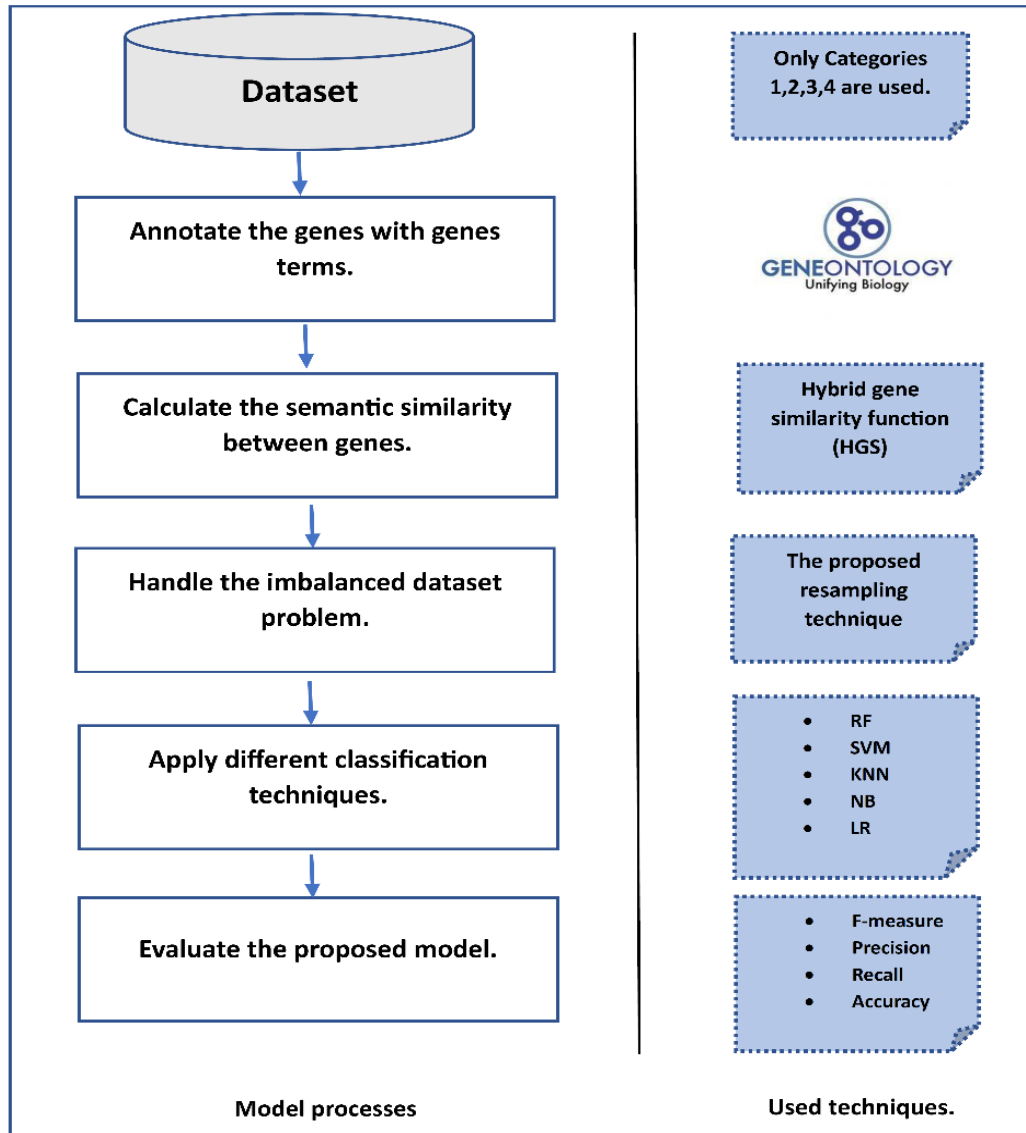 Dataset
Only Categories
1,2,3,4 are used.
Annotate the genes with genes
terms.
GENEONTOLOGY
Unifying Biology
Calculate the semantic similarity
between genes.
Hybrid gene
similarity function
(HGS)
Handle the imbalanced dataset
problem.
The proposed
resampling
technique
Apply different classification
techniques.
• RF
• SVM
• KNN
• NB
• LR
Evaluate the proposed model.
• F-measure
• Precision
• Recall
• Accuracy
Model processes
Used techniques.